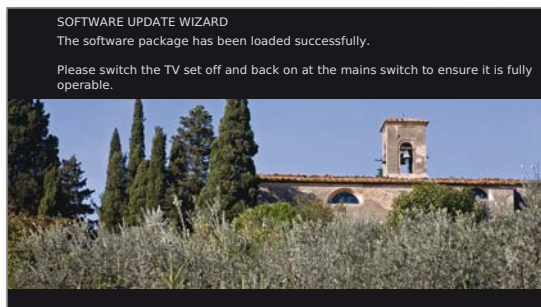 SOFTWARE UPDATE WIZARD
The software package has been loaded successfully.
Please switch the TV set off and back on at the mains switch to ensure it is fully
operable.